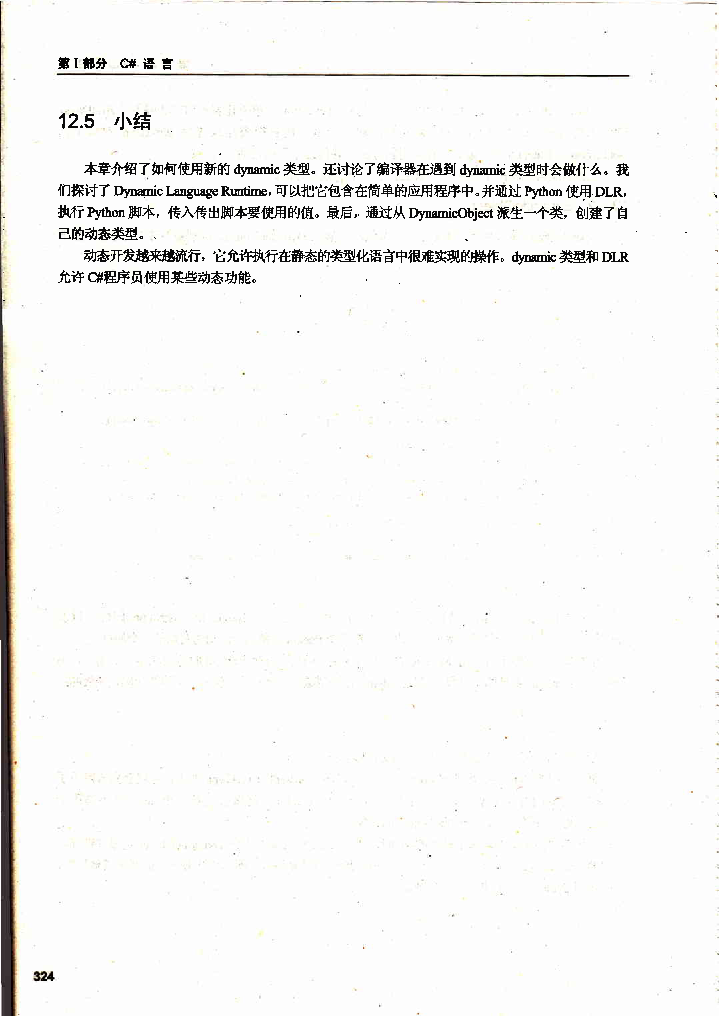 第 I 部分 C# 语 言
12.5 小结
本章介绍了如何使用新的 dynamic 类型。还讨论了编译器在遇到 dynamic 类型时会做什么。我
们探讨了 Dynamic Language Runtime，可以把它包含在简单的应用程序中。并通过 Python 使用 DLR，
执行 Python 脚本，传入传出脚本要使用的值。最后，通过从 DynamicObject 派生一个类，创建了自
己的动态类型。
动态开发越来越流行，它允许执行在静态的类型化语言中很难实现的操作。dynamic 类型和 DLR
允许 C#程序员使用某些动态功能。
324